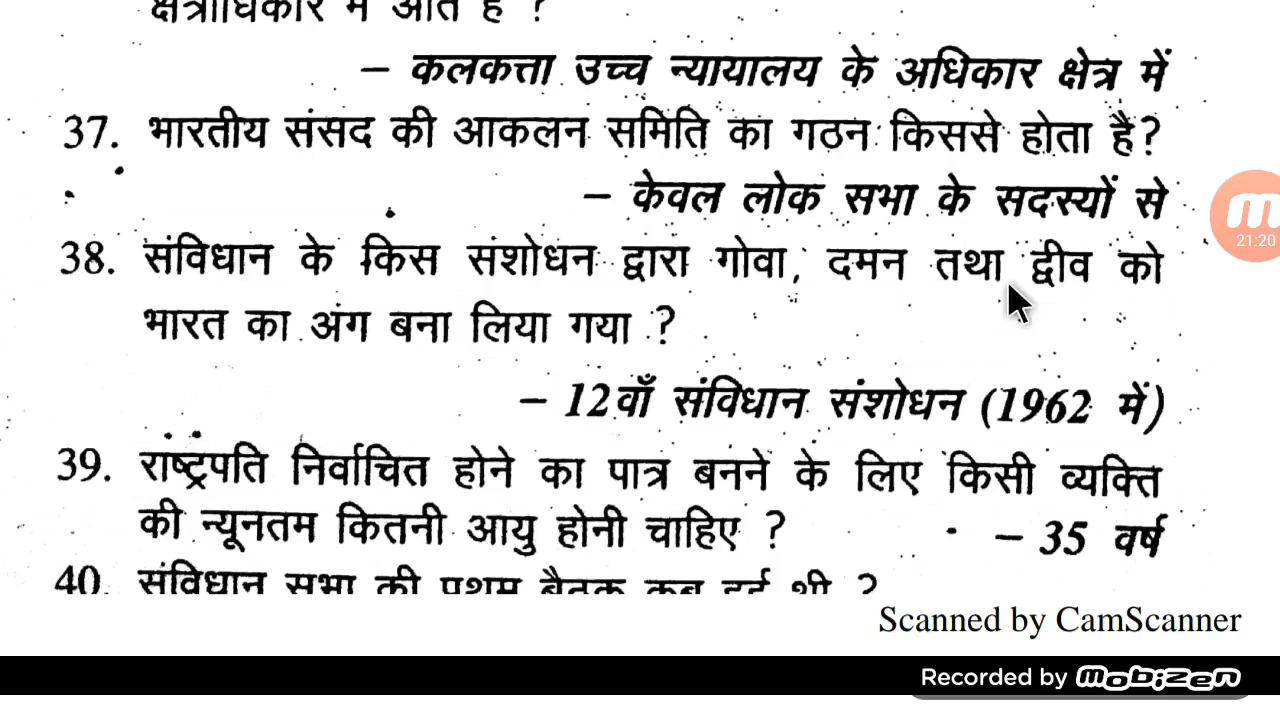 क्षेत्राधिकार में आते हैं ?
– कलकत्ता उच्च न्यायालय के अधिकार क्षेत्र में
37. भारतीय संसद की आकलन समिति का गठन किससे होता है?
– केवल लोक सभा के सदस्यों से
38. संविधान के किस संशोधन द्वारा गोवा, दमन तथा द्वीव को
भारत का अंग बना लिया गया ?
– 12वाँ संविधान संशोधन (1962 में)
39. राष्ट्रपति निर्वाचित होने का पात्र बनने के लिए किसी व्यक्ति
की न्यूनतम कितनी आयु होनी चाहिए ? – 35 वर्ष
40. संविधान सभा की प्रथम बैठक कब हुई थी ?
Scanned by CamScanner
Recorded by mobizen
21:20